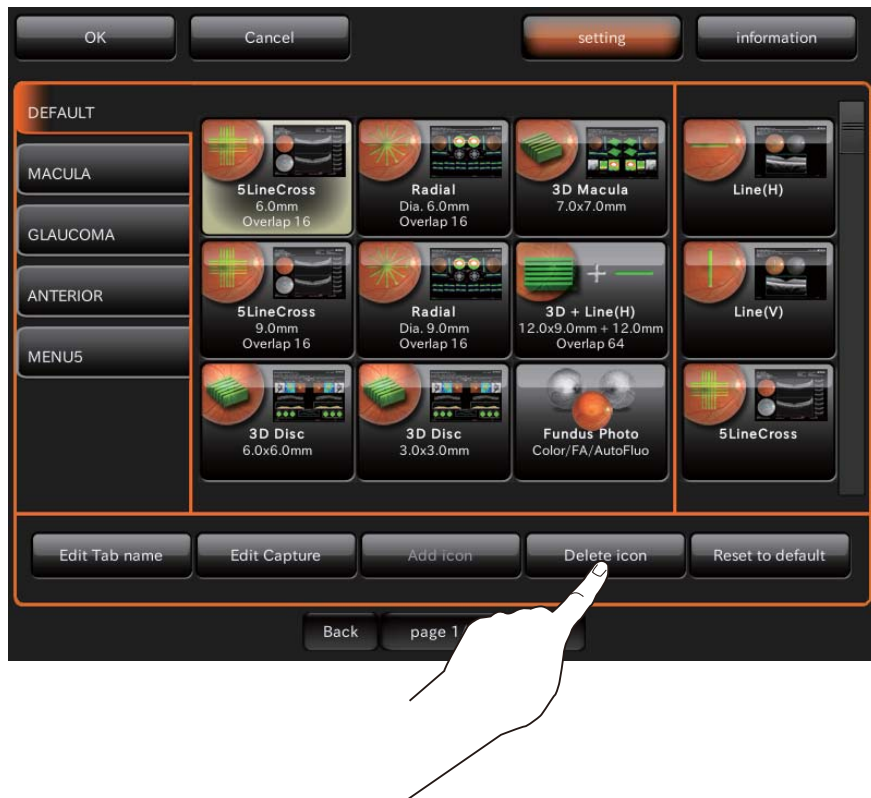 OK
Cancel
setting
information
DEFAULT
MACULA
GLAUCOMA
ANTERIOR
MENU5
5LineCross
6.0mm
Overlap 16
Radial
Dia. 6.0mm
Overlap 16
3D Macula
7.0x7.0mm
5LineCross
9.0mm
Overlap 16
Radial
Dia. 9.0mm
Overlap 16
3D + Line(H)
12.0x9.0mm + 12.0mm
Overlap 64
3D Disc
6.0x6.0mm
3D Disc
3.0x3.0mm
Fundus Photo
Color/FA/AutoFluo
Line(H)
Line(V)
5LineCross
Edit Tab name
Edit Capture
Add icon
Delete icon
Reset to default
Back
page 1